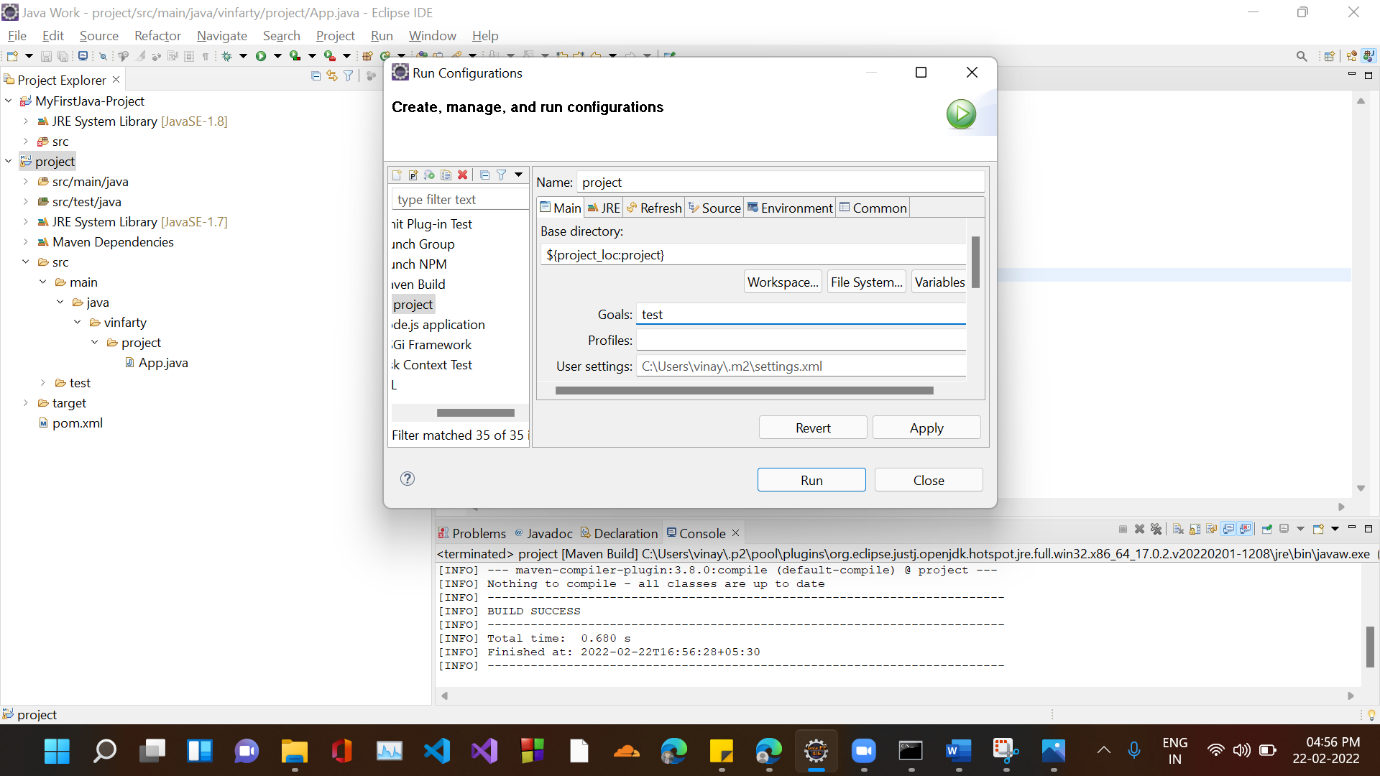 Java Work - project/src/main/java/vinfarty/project/App.java - Eclipse IDE
File Edit Source Refactor Navigate Search Project Run Window Help
Project Explorer
MyFirstJava-Project
JRE System Library [JavaSE-1.8]
src
project
src/main/java
src/test/java
JRE System Library [JavaSE-1.7]
Maven Dependencies
src
main
java
vinfarty
project
App.java
test
target
pom.xml
Run Configurations
Create, manage, and run configurations
type filter text
nit Plug-in Test
unch Group
unch NPM
aven Build
project
de.js application
Gi Framework
k Context Test
L
Filter matched 35 of 35 i
Name: project
Main JRE Refresh Source Environment Common
Base directory:
${project_loc:project}
Workspace... File System... Variables
Goals: test
Profiles:
User settings: C:\Users\vinay\.m2\settings.xml
Revert Apply
Run Close
Problems Javadoc Declaration Console
<terminated> project [Maven Build] C:\Users\vinay\.p2\pool\plugins\org.eclipse.justj.openjdk.hotspot.jre.full.win32.x86_64_17.0.2.v20220201-1208\jre\bin\javaw.exe (
[INFO] --- maven-compiler-plugin:3.8.0:compile (default-compile) @ project ---
[INFO] Nothing to compile - all classes are up to date
[INFO] ------------------------------------------------------------------------
[INFO] BUILD SUCCESS
[INFO] ------------------------------------------------------------------------
[INFO] Total time: 0.680 s
[INFO] Finished at: 2022-02-22T16:56:28+05:30
[INFO] ------------------------------------------------------------------------
project
ENG
IN
04:56 PM
22-02-2022